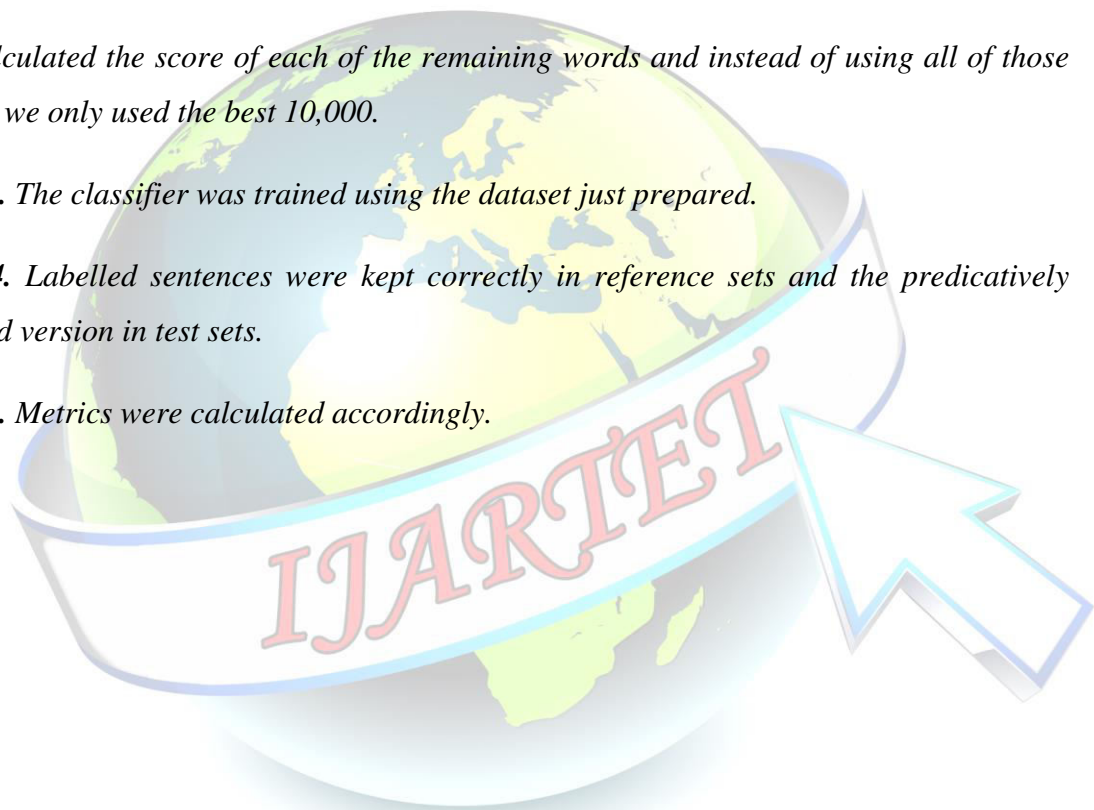 culated the score of each of the remaining words and instead of using all of those
we only used the best 10,000.
. The classifier was trained using the dataset just prepared.
4. Labelled sentences were kept correctly in reference sets and the predicatively
d version in test sets.
. Metrics were calculated accordingly.
IJARTET